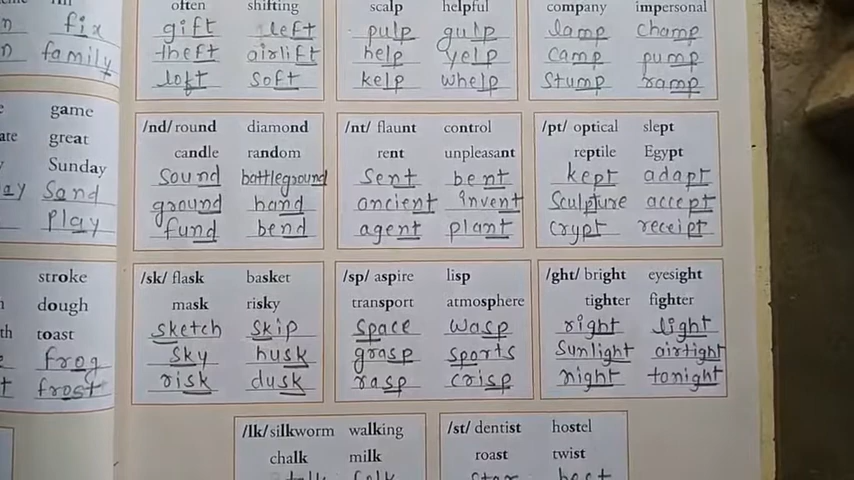 often shifting
gift left
theft airlift
loft soft
scalp helpful
pulp gulp
help yelp
kelp whelp
company impersonal
lamp champ
camp pump
stump ramp
fix
family
game
great
Sunday
Sand
play
stroke
dough
toast
frog
frost
/nd/ round diamond
candle random
sound battleground
ground hand
fund bend
/nt/ flaunt control
rent unpleasant
sent bent
ancient invent
agent plant
/pt/ optical slept
reptile Egypt
kept adapt
Sculpture accept
crypt receipt
/sk/ flask basket
mask risky
sketch skip
sky husk
risk dusk
/sp/ aspire lisp
transport atmosphere
space wasp
grasp sports
rasp crisp
/ght/ bright eyesight
tighter fighter
right light
Sunlight airtight
night tonight
/lk/ silkworm walking
chalk milk
/st/ dentist hostel
roast twist